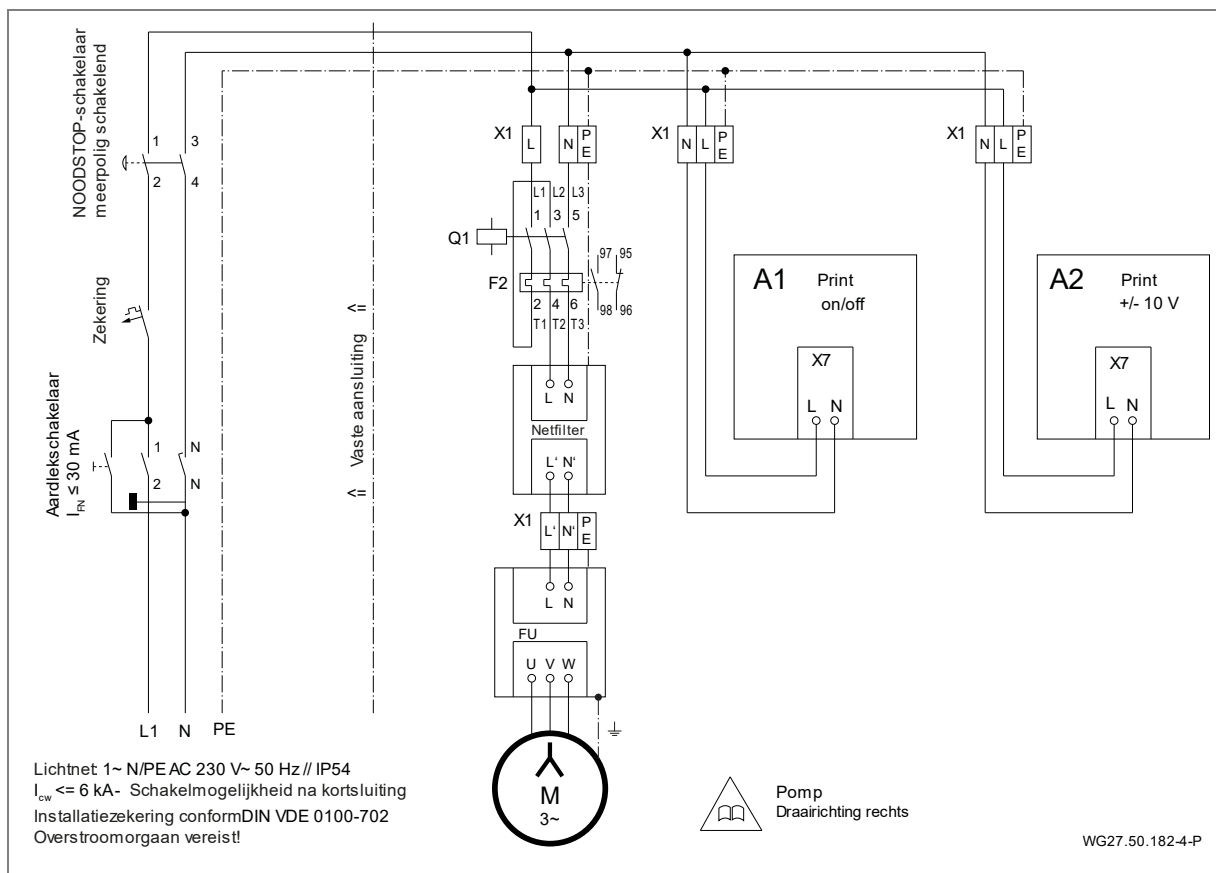 NOODSTOP-schakelaar
meerpolig schakelend
1 3
2 4
Zekering
Aardlekschakelaar
I_FN ≤ 30 mA
1 N
2 N
L1 N PE
<= Vaste aansluiting <=
X1 L N PE
X1 N L PE
X1 N L PE
L1 L2 L3
1 3 5
Q1
97 95
F2
2 4 6
98 96
T1 T2 T3
L N
Netfilter
L‘ N‘
X1 L‘ N‘ PE
L N
FU
U V W
M
3~
A1 Print
on/off
X7
L N
A2 Print
+/- 10 V
X7
L N
Lichtnet: 1~ N/PE AC 230 V~ 50 Hz // IP54
I_cw <= 6 kA- Schakelmogelijkheid na kortsluiting
Installatiezekering conformDIN VDE 0100-702
Overstroomorgaan vereist!
Pomp
Draairichting rechts
WG27.50.182-4-P